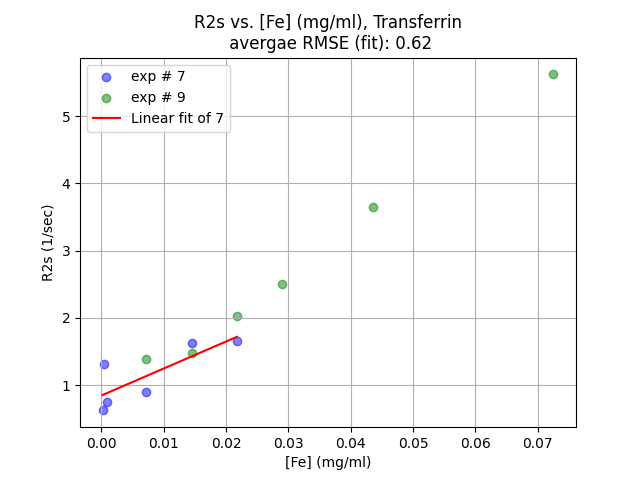 R2s vs. [Fe] (mg/ml), Transferrin
avergae RMSE (fit): 0.62
exp # 7
exp # 9
Linear fit of 7
5
4
3
2
1
R2s (1/sec)
0.00 0.01 0.02 0.03 0.04 0.05 0.06 0.07
[Fe] (mg/ml)